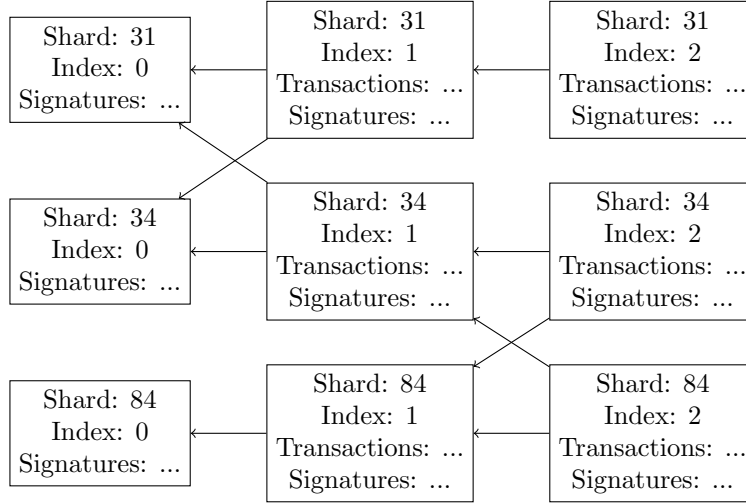 Shard: 31
Index: 0
Signatures: ...
Shard: 31
Index: 1
Transactions: ...
Signatures: ...
Shard: 31
Index: 2
Transactions: ...
Signatures: ...
Shard: 34
Index: 0
Signatures: ...
Shard: 34
Index: 1
Transactions: ...
Signatures: ...
Shard: 34
Index: 2
Transactions: ...
Signatures: ...
Shard: 84
Index: 0
Signatures: ...
Shard: 84
Index: 1
Transactions: ...
Signatures: ...
Shard: 84
Index: 2
Transactions: ...
Signatures: ...